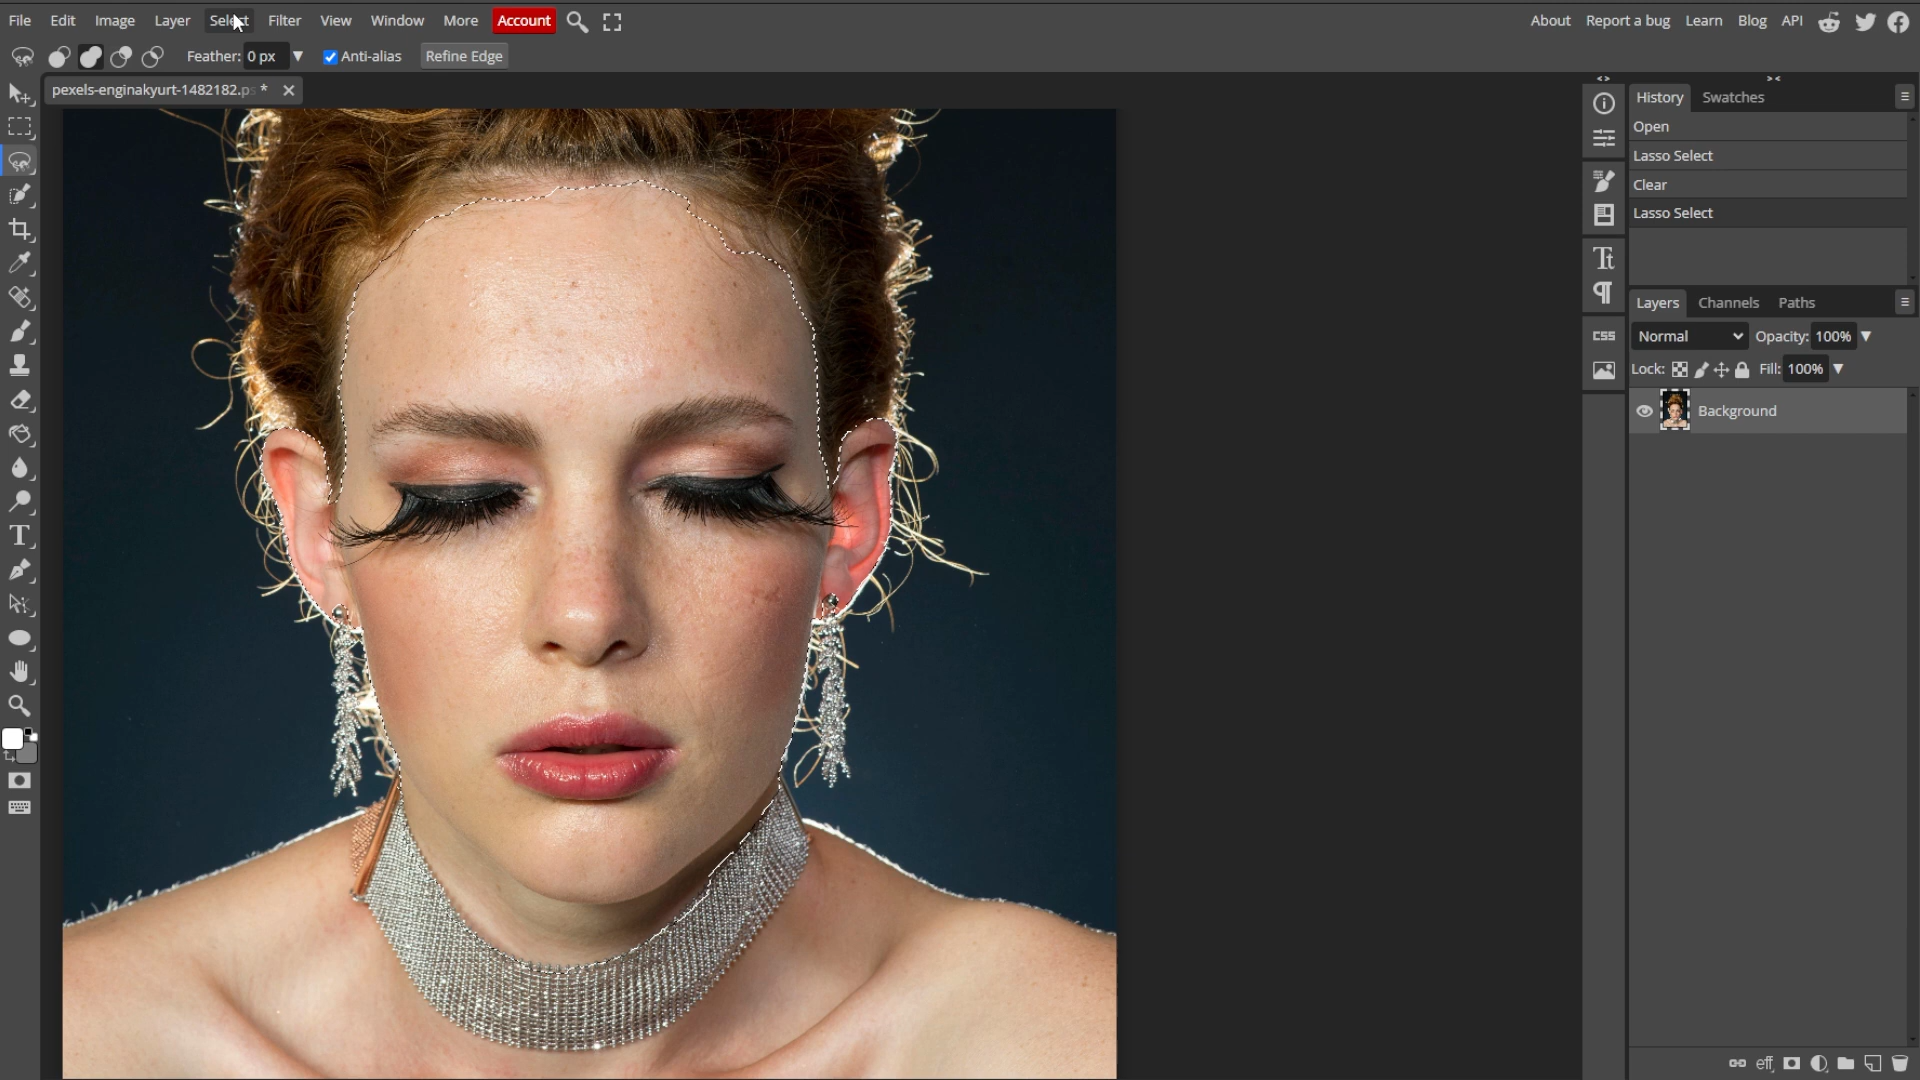 File Edit Image Layer Select Filter View Window More Account About Report a bug Learn Blog API
Feather: 0 px Anti-alias Refine Edge
pexels-enginakyurt-1482182.ps *
History Swatches
Open
Lasso Select
Clear
Lasso Select
Layers Channels Paths
Normal Opacity: 100%
Lock: Fill: 100%
Background
CSS
eff